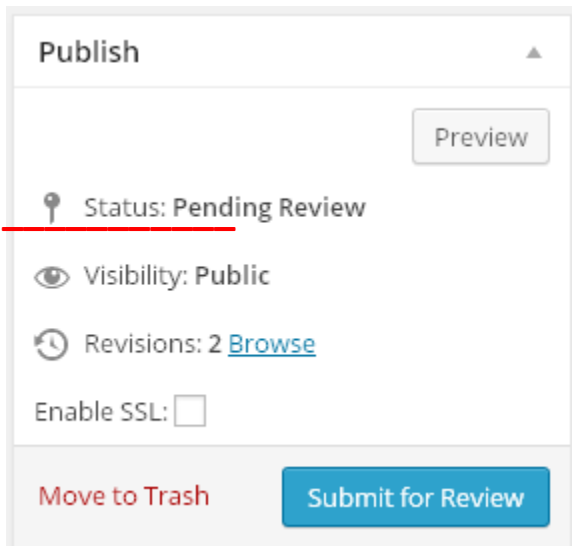 Publish
Preview
Status: Pending Review
Visibility: Public
Revisions: 2 Browse
Enable SSL:
Move to Trash
Submit for Review